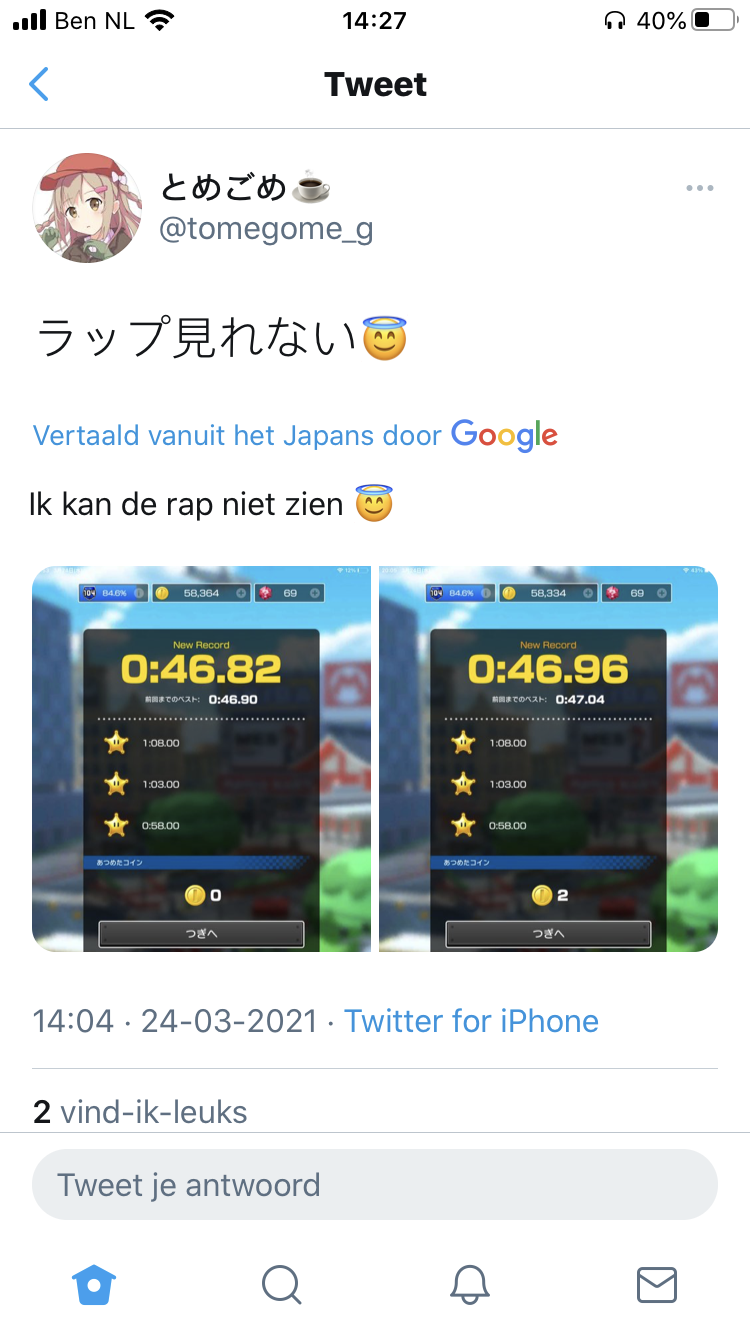 Ben NL
14:27
40%
Tweet
とめごめ☕
@tomegome_g
ラップ見れない😇
Vertaald vanuit het Japans door Google
Ik kan de rap niet zien 😇
104 84.6% 58,364 69
New Record
0:46.82
前回までのベスト: 0:46.90
1:08.00
1:03.00
0:58.00
あつめたコイン
0
つぎへ
104 84.6% 58,334 69
New Record
0:46.96
前回までのベスト: 0:47.04
1:08.00
1:03.00
0:58.00
あつめたコイン
2
つぎへ
14:04 · 24-03-2021 · Twitter for iPhone
2 vind-ik-leuks
Tweet je antwoord